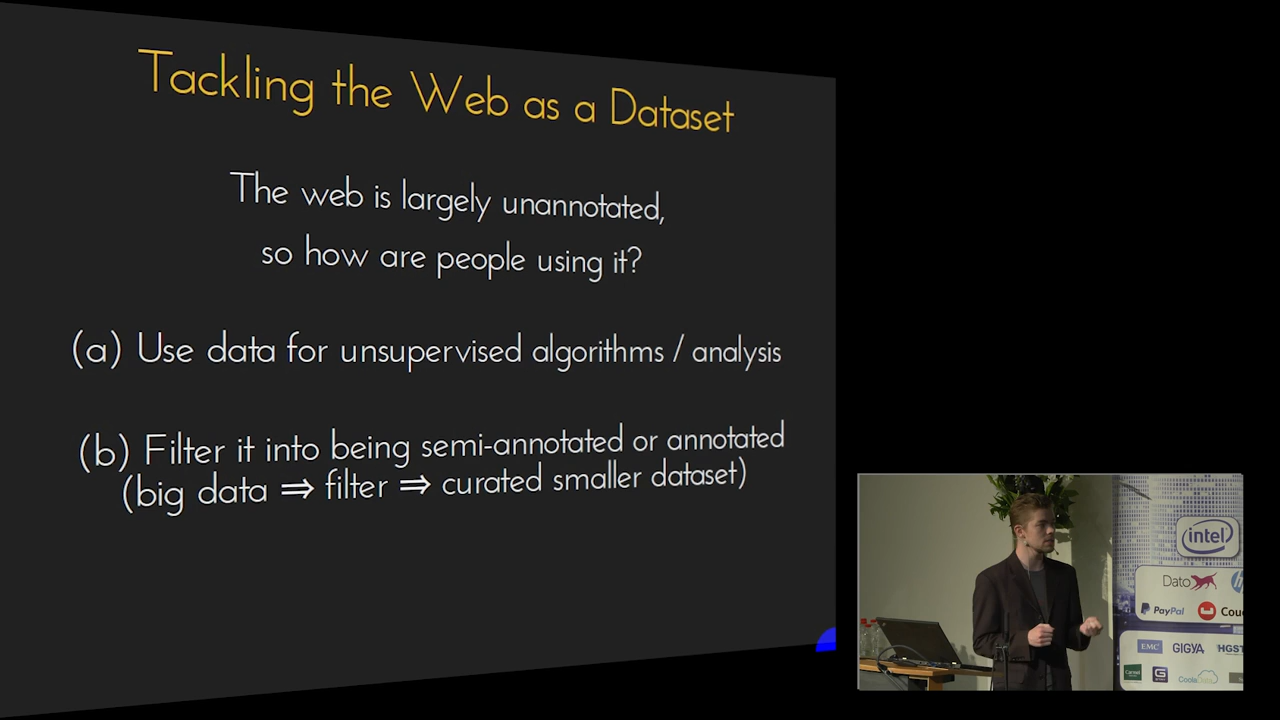 Tackling the Web as a Dataset
The web is largely unannotated,
so how are people using it?
(a) Use data for unsupervised algorithms / analysis
(b) Filter it into being semi-annotated or annotated
(big data ⇒ filter ⇒ curated smaller dataset)
intel
Dato
PayPal
Cou
EMC
GIGYA
HGST